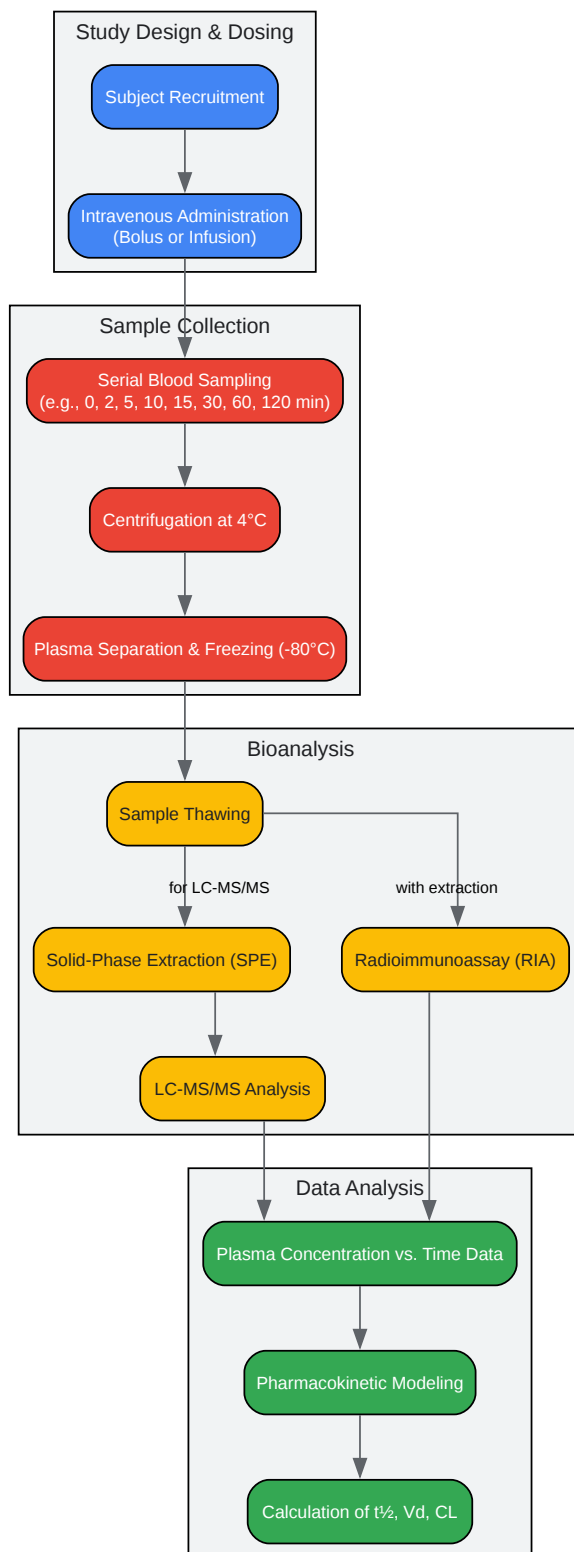 Study Design & Dosing
Subject Recruitment
Intravenous Administration
(Bolus or Infusion)
Sample Collection
Serial Blood Sampling
(e.g., 0, 2, 5, 10, 15, 30, 60, 120 min)
Centrifugation at 4°C
Plasma Separation & Freezing (-80°C)
Bioanalysis
Sample Thawing
for LC-MS/MS
with extraction
Solid-Phase Extraction (SPE)
Radioimmunoassay (RIA)
LC-MS/MS Analysis
Data Analysis
Plasma Concentration vs. Time Data
Pharmacokinetic Modeling
Calculation of t½, Vd, CL